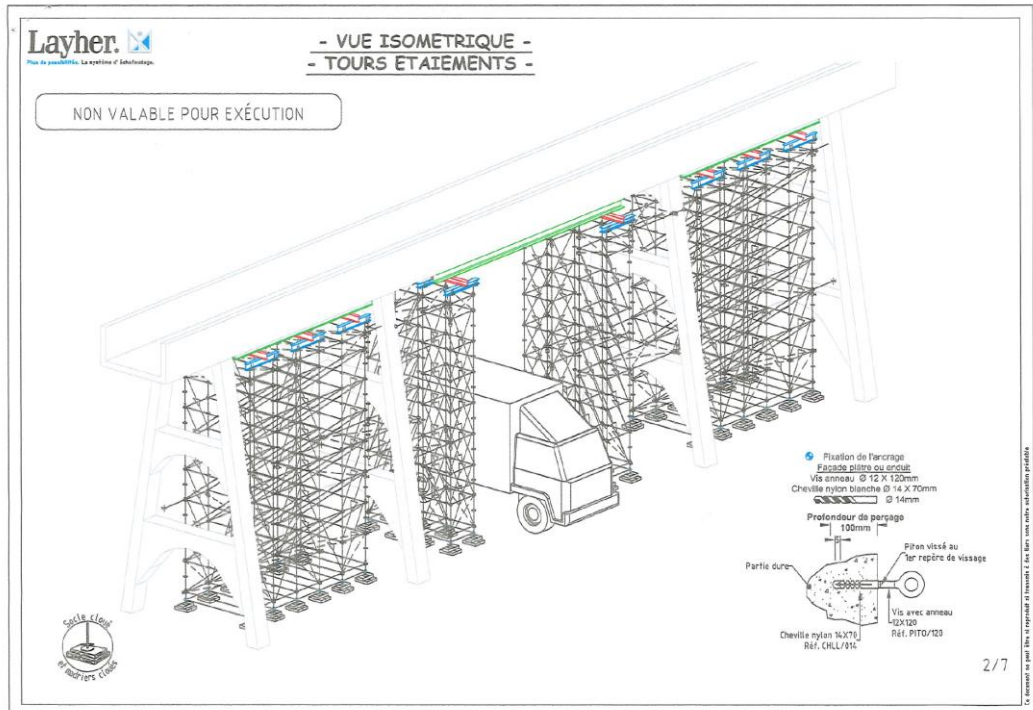 Layher.
Plus de possibilités. Le système d'échafaudage.
- VUE ISOMETRIQUE -
- TOURS ETAIEMENTS -
NON VALABLE POUR EXÉCUTION
Fixation de l'ancrage
Façade plâtre ou enduit
Vis anneau Ø 12 X 120mm
Cheville nylon blanche Ø 14 X 70mm
Ø 14mm
Profondeur de perçage
100mm
5
Piton vissé au
1er repère de vissage
Partie dure
Vis avec anneau
12X120
Réf. PITO/120
Cheville nylon 14X70
Réf. CHLL/014
Socle cloué
et madriers cloués
2/7
Ce document ne peut être ni reproduit ni transmis à des tiers sans notre autorisation préalable